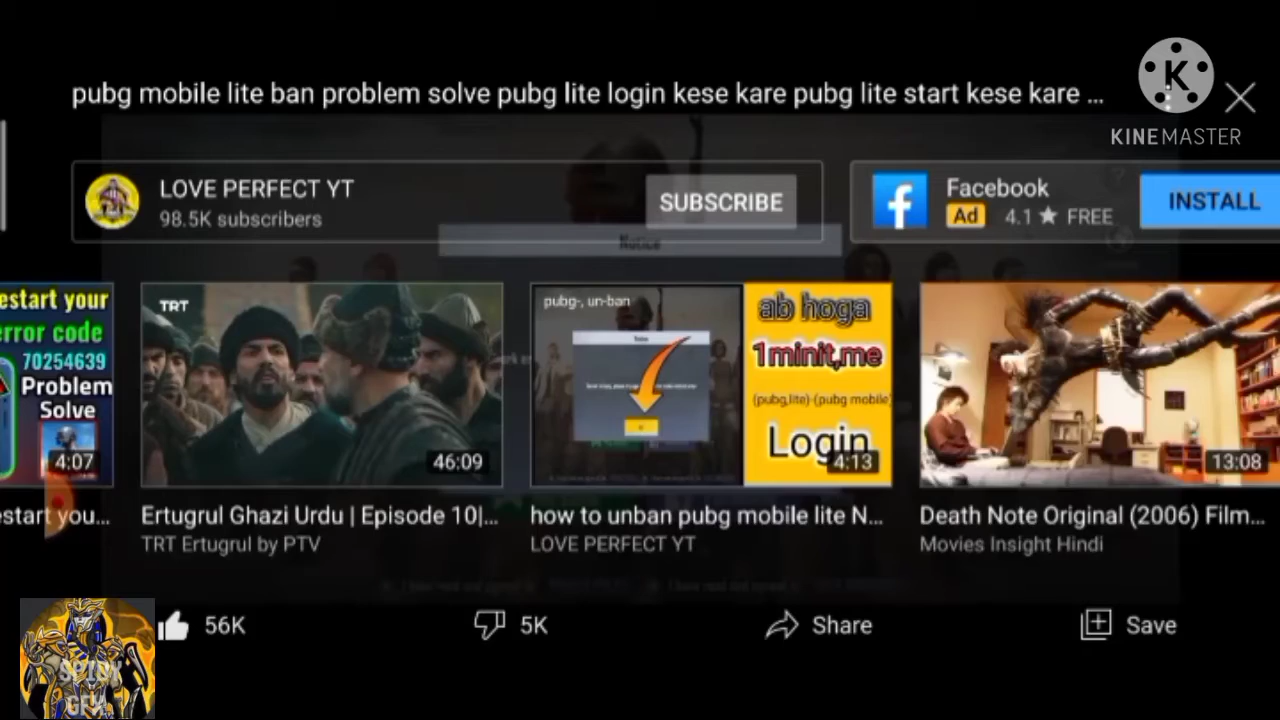 pubg mobile lite ban problem solve pubg lite login kese kare pubg lite start kese kare ...
K
KINEMASTER
LOVE PERFECT YT
98.5K subscribers
SUBSCRIBE
Facebook
Ad 4.1 ★ FREE
INSTALL
Notice
estart your
error code
70254639
Problem
Solve
4:07
TRT
46:09
pubg-, un-ban
ab hoga
1minit,me
(pubg,lite)-(pubg mobile
Login
4:13
13:08
estart you...
Ertugrul Ghazi Urdu | Episode 10|...
TRT Ertugrul by PTV
how to unban pubg mobile lite N...
LOVE PERFECT YT
Death Note Original (2006) Film...
Movies Insight Hindi
56K
5K
Share
Save
SPIDY